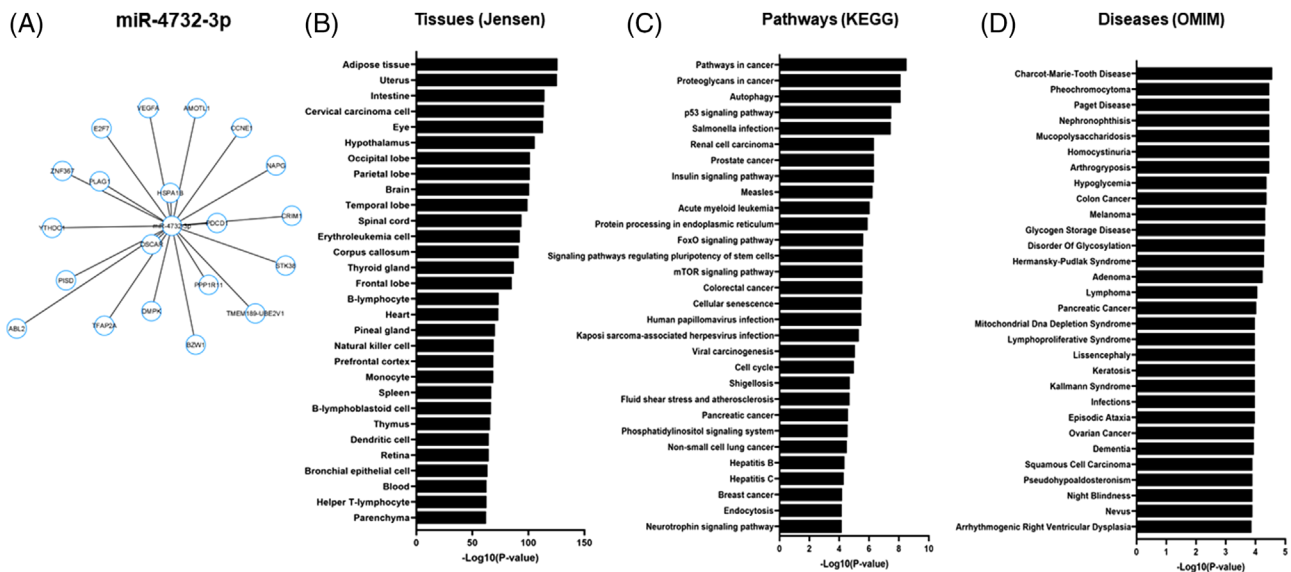 (A)
miR-4732-3p
VEGFA
AMOTL1
E2F7
CCNE1
ZNF367
PLAG1
NAPG
HSPA1B
CRIM1
YTHDC1
miR-4732-3p
PDCD1
DSCAM
STK38
PISD
PPP1R11
ABL2
TFAP2A
DMPK
TMEM189-UBE2V1
BZW1
(B)
Tissues (Jensen)
Adipose tissue
Uterus
Intestine
Cervical carcinoma cell
Eye
Hypothalamus
Occipital lobe
Parietal lobe
Brain
Temporal lobe
Spinal cord
Erythroleukemia cell
Corpus callosum
Thyroid gland
Frontal lobe
B-lymphocyte
Heart
Pineal gland
Natural killer cell
Prefrontal cortex
Monocyte
Spleen
B-lymphoblastoid cell
Thymus
Dendritic cell
Retina
Bronchial epithelial cell
Blood
Helper T-lymphocyte
Parenchyma
0 50 100 150
-Log10(P-value)
(C)
Pathways (KEGG)
Pathways in cancer
Proteoglycans in cancer
Autophagy
p53 signaling pathway
Salmonella infection
Renal cell carcinoma
Prostate cancer
Insulin signaling pathway
Measles
Acute myeloid leukemia
Protein processing in endoplasmic reticulum
FoxO signaling pathway
Signaling pathways regulating pluripotency of stem cells
mTOR signaling pathway
Colorectal cancer
Cellular senescence
Human papillomavirus infection
Kaposi sarcoma-associated herpesvirus infection
Viral carcinogenesis
Cell cycle
Shigellosis
Fluid shear stress and atherosclerosis
Pancreatic cancer
Phosphatidylinositol signaling system
Non-small cell lung cancer
Hepatitis B
Hepatitis C
Breast cancer
Endocytosis
Neurotrophin signaling pathway
0 2 4 6 8 10
-Log10(P-value)
(D)
Diseases (OMIM)
Charcot-Marie-Tooth Disease
Pheochromocytoma
Paget Disease
Nephronophthisis
Mucopolysaccharidosis
Homocystinuria
Arthrogryposis
Hypoglycemia
Colon Cancer
Melanoma
Glycogen Storage Disease
Disorder Of Glycosylation
Hermansky-Pudlak Syndrome
Adenoma
Lymphoma
Pancreatic Cancer
Mitochondrial Dna Depletion Syndrome
Lymphoproliferative Syndrome
Lissencephaly
Keratosis
Kallmann Syndrome
Infections
Episodic Ataxia
Ovarian Cancer
Dementia
Squamous Cell Carcinoma
Pseudohypoaldosteronism
Night Blindness
Nevus
Arrhythmogenic Right Ventricular Dysplasia
0 1 2 3 4 5
-Log10(P-value)